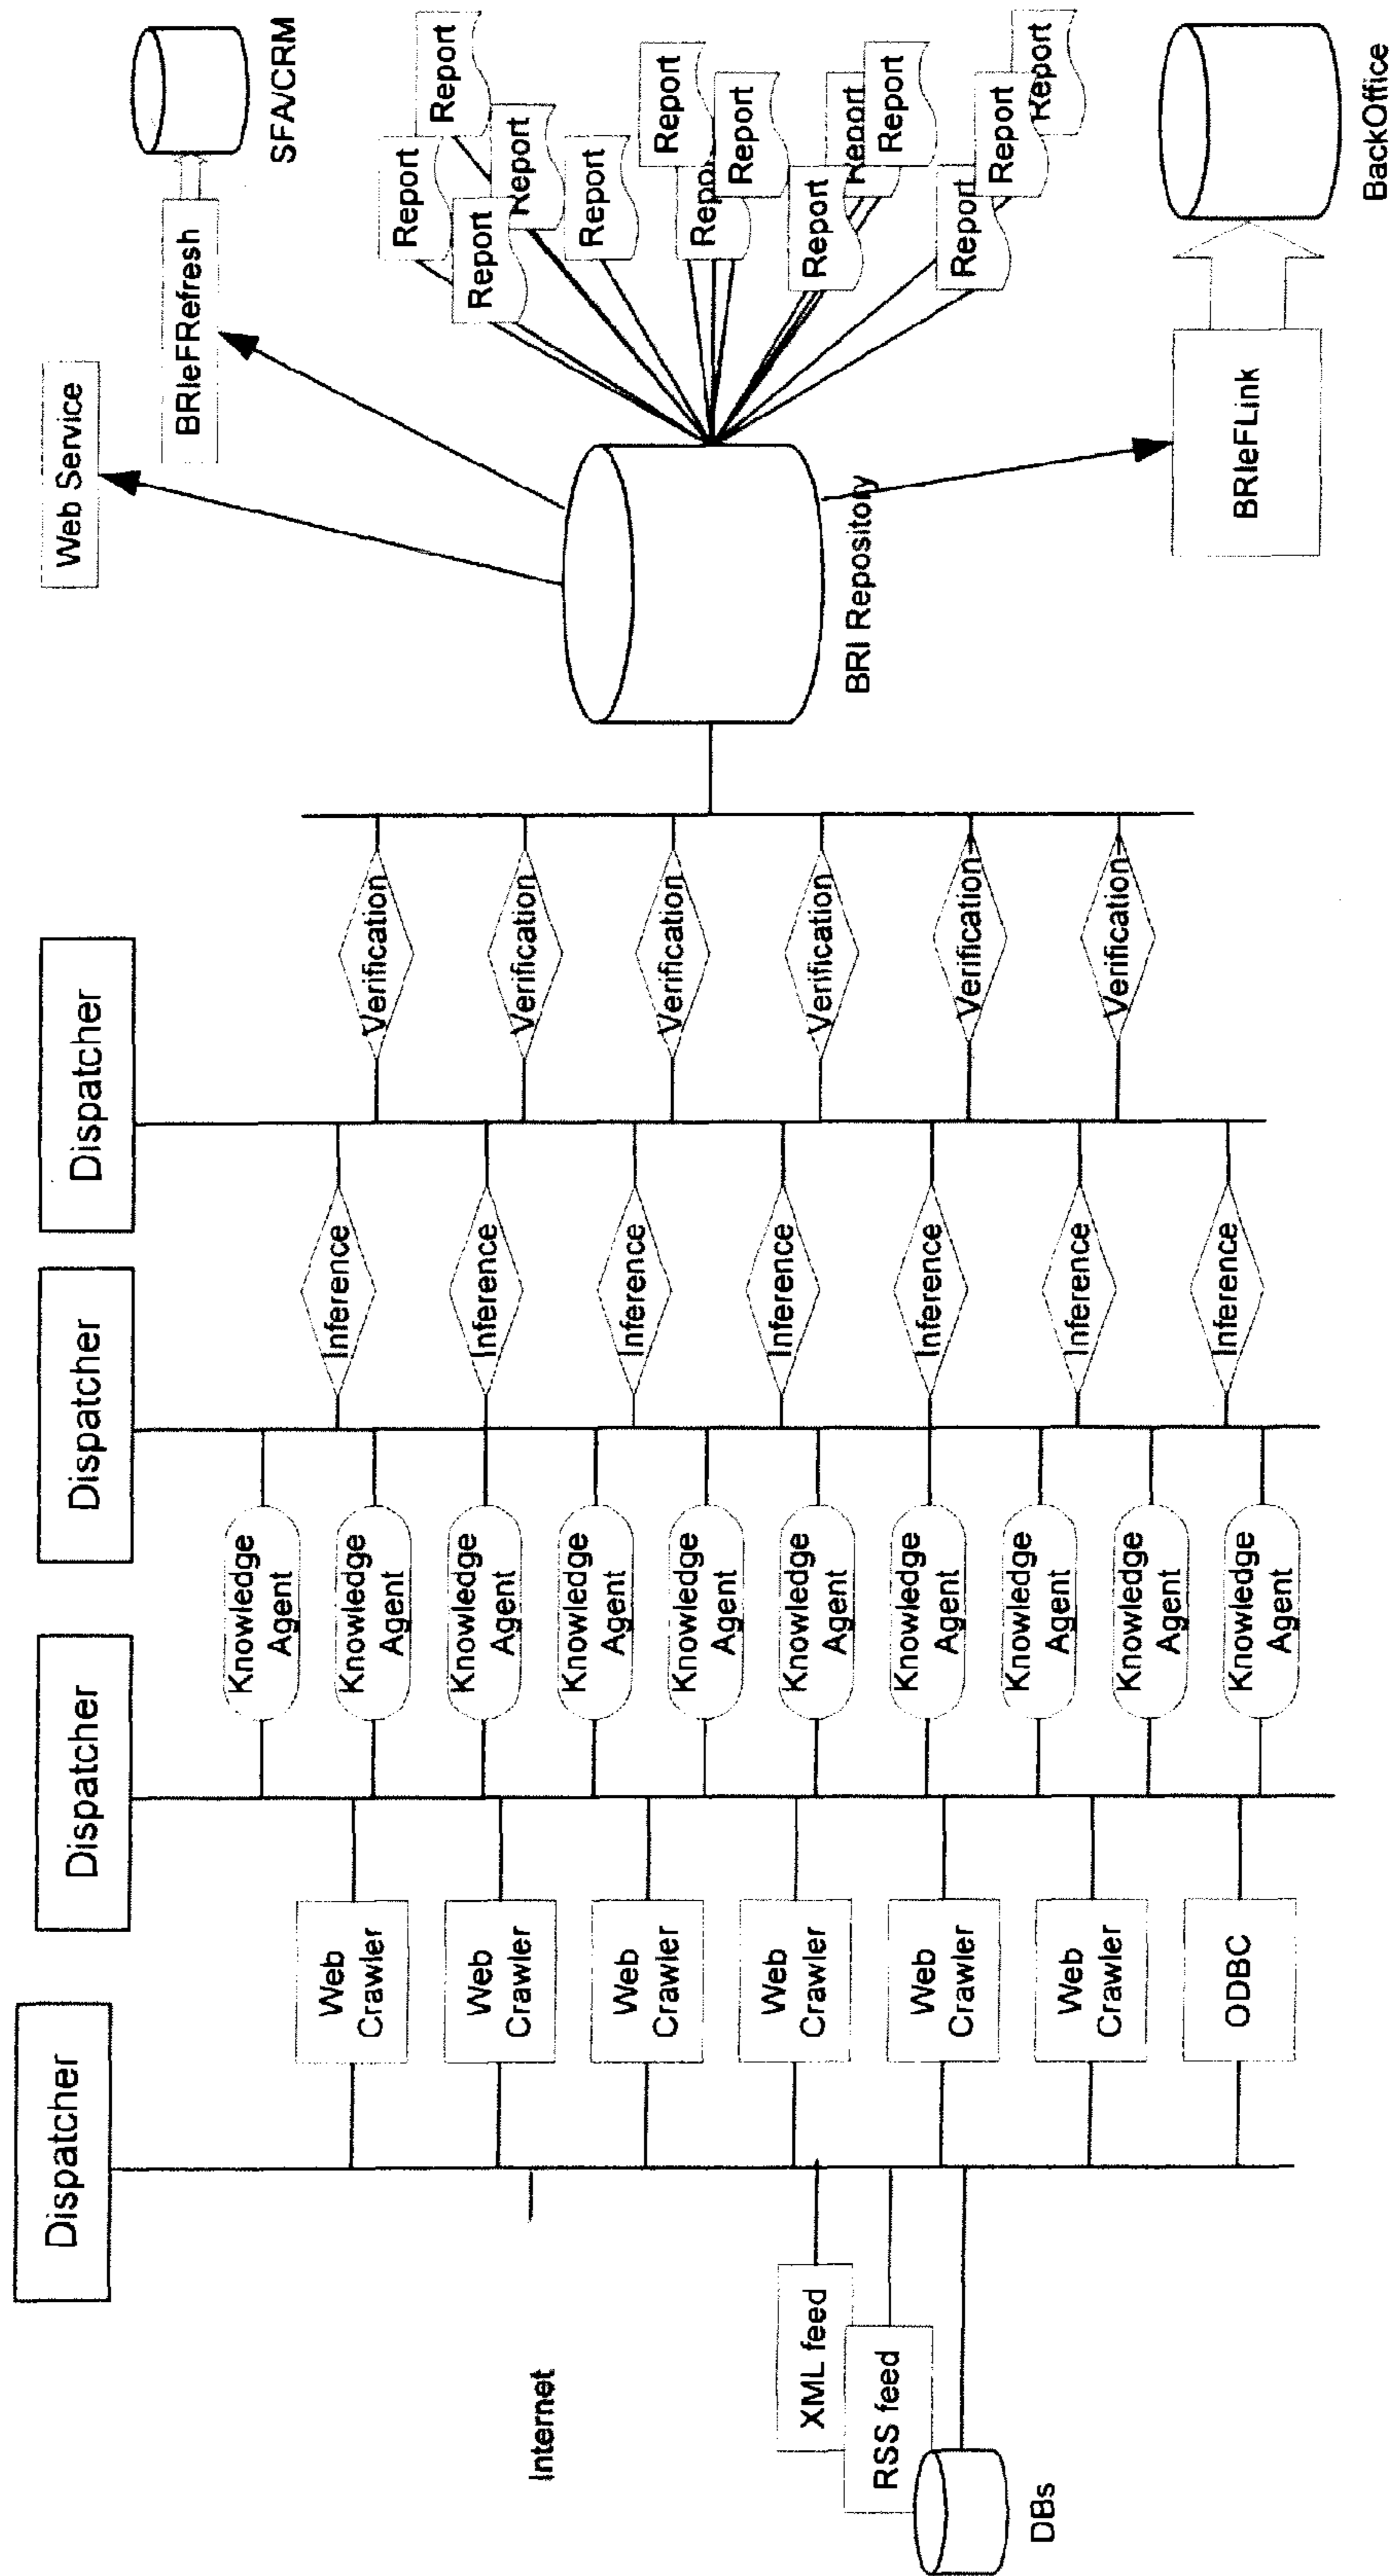 Dispatcher
Dispatcher
Dispatcher
Dispatcher
Internet
XML feed
RSS feed
DBs
Web
Crawler
Web
Crawler
Web
Crawler
Web
Crawler
Web
Crawler
Web
Crawler
ODBC
Knowledge
Agent
Knowledge
Agent
Knowledge
Agent
Knowledge
Agent
Knowledge
Agent
Knowledge
Agent
Knowledge
Agent
Knowledge
Agent
Knowledge
Agent
Knowledge
Agent
Inference
Inference
Inference
Inference
Inference
Inference
Inference
Verification
Verification
Verification
Verification
Verification
Verification
BRI Repository
Web Service
BRIeFRefresh
SFA/CRM
Report
Report
Report
Report
Report
Report
Report
Report
Report
Report
Report
Report
Report
Report
BRIeFLink
BackOffice